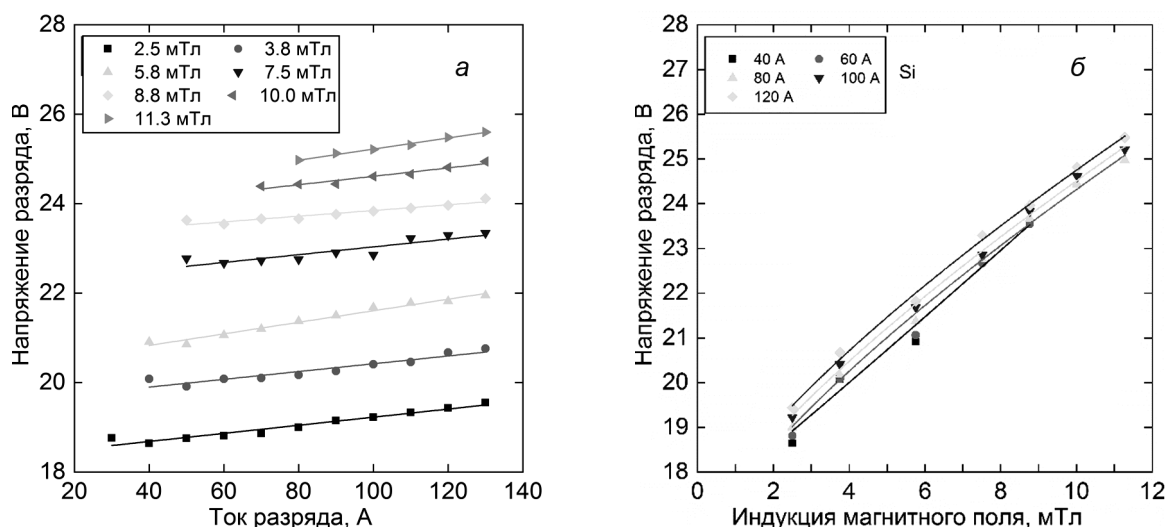 28
26
24
22
20
18
Напряжение разряда, В
2.5 мТл 3.8 мТл
5.8 мТл 7.5 мТл
8.8 мТл 10.0 мТл
11.3 мТл
а
20 40 60 80 100 120 140
Ток разряда, А
28
27
26
25
24
23
22
21
20
19
18
Напряжение разряда, В
40 А 60 А
80 А 100 А
120 А
Si
б
0 2 4 6 8 10 12
Индукция магнитного поля, мТл